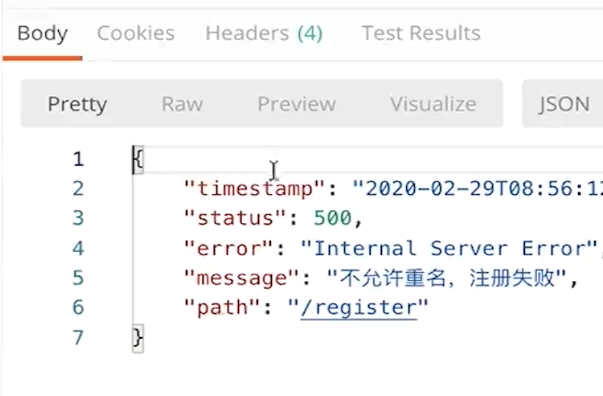 Body Cookies Headers (4) Test Results
Pretty Raw Preview Visualize JSON
1 {
2 "timestamp": "2020-02-29T08:56:12
3 "status": 500,
4 "error": "Internal Server Error",
5 "message": "不允许重名，注册失败",
6 "path": "/register"
7 }